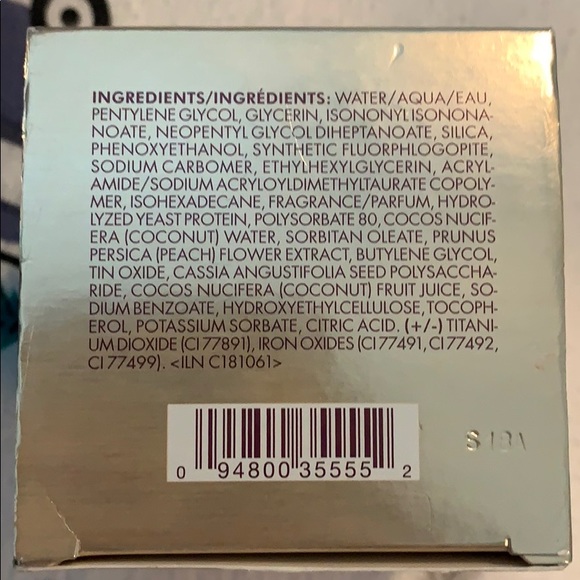 INGREDIENTS/INGRÉDIENTS: WATER/AQUA/EAU,
PENTYLENE GLYCOL, GLYCERIN, ISONONYL ISONONA-
NOATE, NEOPENTYL GLYCOL DIHEPTANOATE, SILICA,
PHENOXYETHANOL, SYNTHETIC FLUORPHLOGOPITE,
SODIUM CARBOMER, ETHYLHEXYLGLYCERIN, ACRYL-
AMIDE/SODIUM ACRYLOYLDIMETHYLTAURATE COPOLY-
MER, ISOHEXADECANE, FRAGRANCE/PARFUM, HYDRO-
LYZED YEAST PROTEIN, POLYSORBATE 80, COCOS NUCIF-
ERA (COCONUT) WATER, SORBITAN OLEATE, PRUNUS
PERSICA (PEACH) FLOWER EXTRACT, BUTYLENE GLYCOL,
TIN OXIDE, CASSIA ANGUSTIFOLIA SEED POLYSACCHA-
RIDE, COCOS NUCIFERA (COCONUT) FRUIT JUICE, SO-
DIUM BENZOATE, HYDROXYETHYLCELLULOSE, TOCOPH-
EROL, POTASSIUM SORBATE, CITRIC ACID. (+/-) TITANI-
UM DIOXIDE (CI 77891), IRON OXIDES (CI 77491, CI 77492,
CI 77499). <ILN C181061>
0 94800 35555 2